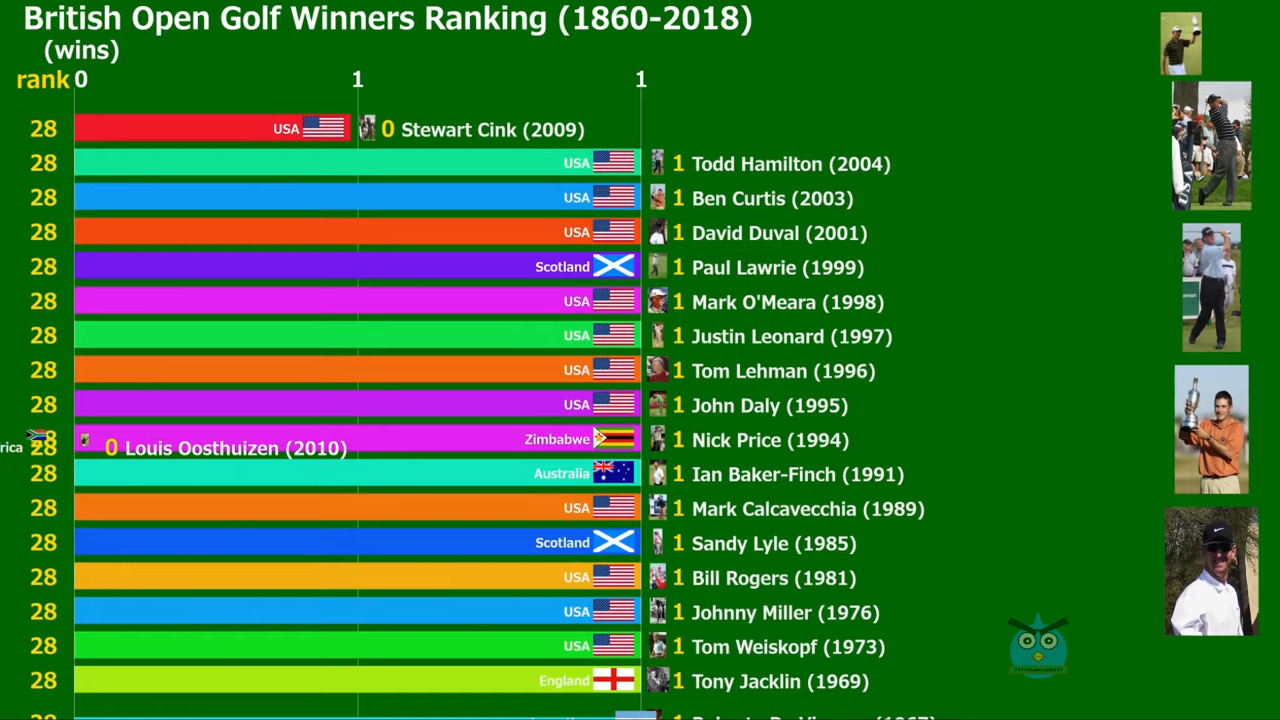 British Open Golf Winners Ranking (1860-2018)
(wins)
rank 0 1 1
28 USA 0 Stewart Cink (2009)
28 USA 1 Todd Hamilton (2004)
28 USA 1 Ben Curtis (2003)
28 USA 1 David Duval (2001)
28 Scotland 1 Paul Lawrie (1999)
28 USA 1 Mark O'Meara (1998)
28 USA 1 Justin Leonard (1997)
28 USA 1 Tom Lehman (1996)
28 USA 1 John Daly (1995)
28 Zimbabwe 1 Nick Price (1994)
rica 28 0 Louis Oosthuizen (2010)
28 Australia 1 Ian Baker-Finch (1991)
28 USA 1 Mark Calcavecchia (1989)
28 Scotland 1 Sandy Lyle (1985)
28 USA 1 Bill Rogers (1981)
28 USA 1 Johnny Miller (1976)
28 USA 1 Tom Weiskopf (1973)
28 England 1 Tony Jacklin (1969)
28 1